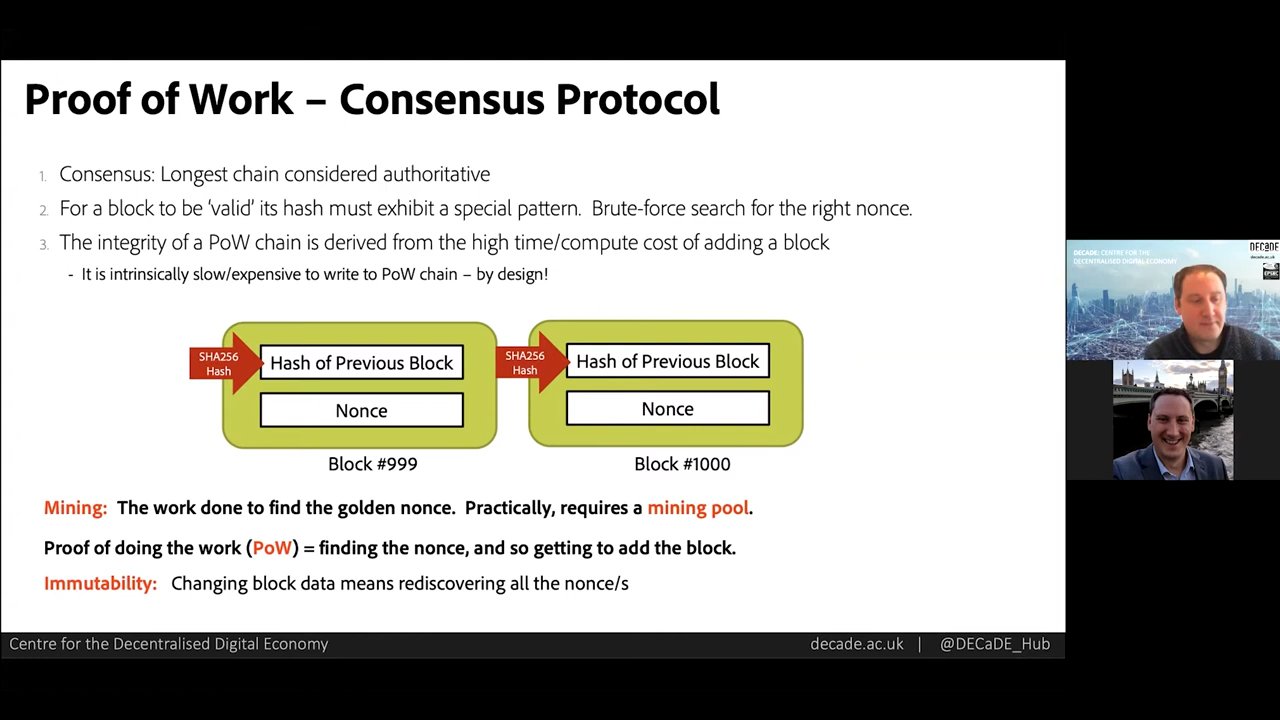 Proof of Work – Consensus Protocol
1. Consensus: Longest chain considered authoritative
2. For a block to be ‘valid’ its hash must exhibit a special pattern. Brute-force search for the right nonce.
3. The integrity of a PoW chain is derived from the high time/compute cost of adding a block
- It is intrinsically slow/expensive to write to PoW chain – by design!
SHA256
Hash
Hash of Previous Block
Nonce
Block #999
SHA256
Hash
Hash of Previous Block
Nonce
Block #1000
Mining: The work done to find the golden nonce. Practically, requires a mining pool.
Proof of doing the work (PoW) = finding the nonce, and so getting to add the block.
Immutability: Changing block data means rediscovering all the nonce/s
Centre for the Decentralised Digital Economy
decade.ac.uk | @DECaDE_Hub
DECADE: CENTRE FOR THE
DECENTRALISED DIGITAL ECONOMY
DECaDE
decade.ac.uk
EPSRC